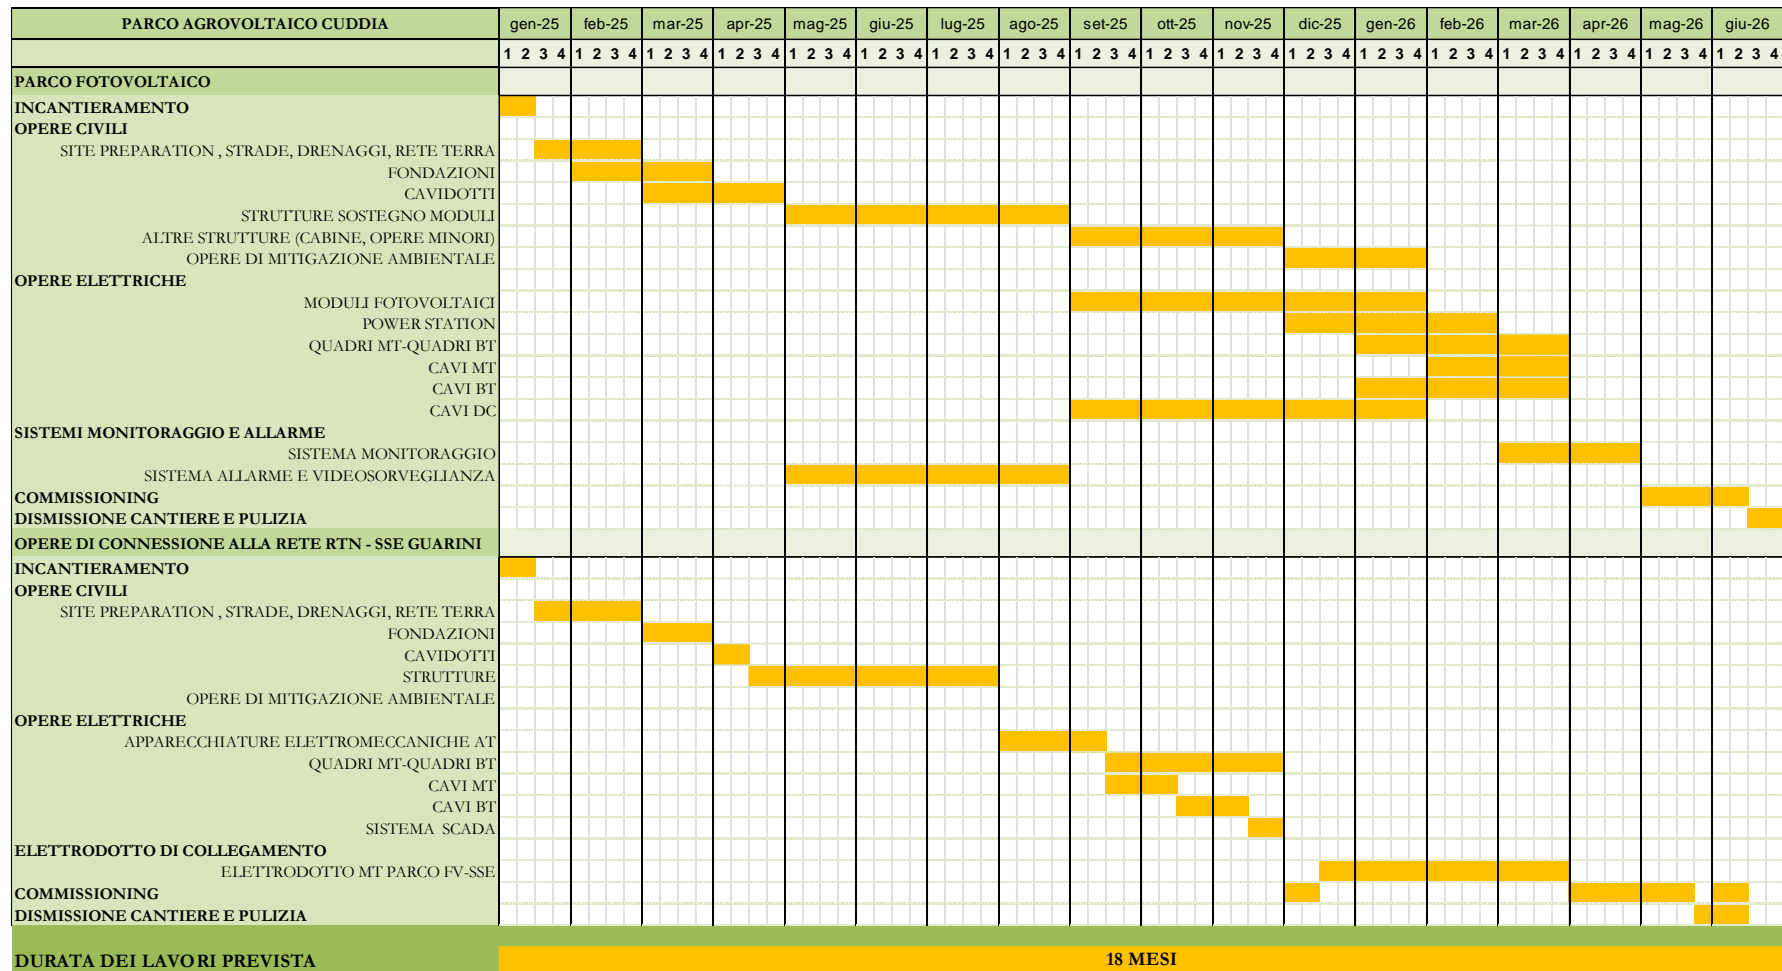 PARCO AGROVOLTAICO CUDDIA gen-25 feb-25 mar-25 apr-25 mag-25 giu-25 lug-25 ago-25 set-25 ott-25 nov-25 dic-25 gen-26 feb-26 mar-26 apr-26 mag-26 giu-26
1 2 3 4 1 2 3 4 1 2 3 4 1 2 3 4 1 2 3 4 1 2 3 4 1 2 3 4 1 2 3 4 1 2 3 4 1 2 3 4 1 2 3 4 1 2 3 4 1 2 3 4 1 2 3 4 1 2 3 4 1 2 3 4 1 2 3 4 1 2 3 4
PARCO FOTOVOLTAICO
INCANTIERAMENTO
OPERE CIVILI
SITE PREPARATION , STRADE, DRENAGGI, RETE TERRA
FONDAZIONI
CAVIDOTTI
STRUTTURE SOSTEGNO MODULI
ALTRE STRUTTURE (CABINE, OPERE MINORI)
OPERE DI MITIGAZIONE AMBIENTALE
OPERE ELETTRICHE
MODULI FOTOVOLTAICI
POWER STATION
QUADRI MT-QUADRI BT
CAVI MT
CAVI BT
CAVI DC
SISTEMI MONITORAGGIO E ALLARME
SISTEMA MONITORAGGIO
SISTEMA ALLARME E VIDEOSORVEGLIANZA
COMMISSIONING
DISMISSIONE CANTIERE E PULIZIA
OPERE DI CONNESSIONE ALLA RETE RTN - SSE GUARINI
INCANTIERAMENTO
OPERE CIVILI
SITE PREPARATION , STRADE, DRENAGGI, RETE TERRA
FONDAZIONI
CAVIDOTTI
STRUTTURE
OPERE DI MITIGAZIONE AMBIENTALE
OPERE ELETTRICHE
APPARECCHIATURE ELETTROMECCANICHE AT
QUADRI MT-QUADRI BT
CAVI MT
CAVI BT
SISTEMA SCADA
ELETTRODOTTO DI COLLEGAMENTO
ELETTRODOTTO MT PARCO FV-SSE
COMMISSIONING
DISMISSIONE CANTIERE E PULIZIA
DURATA DEI LAVORI PREVISTA 18 MESI